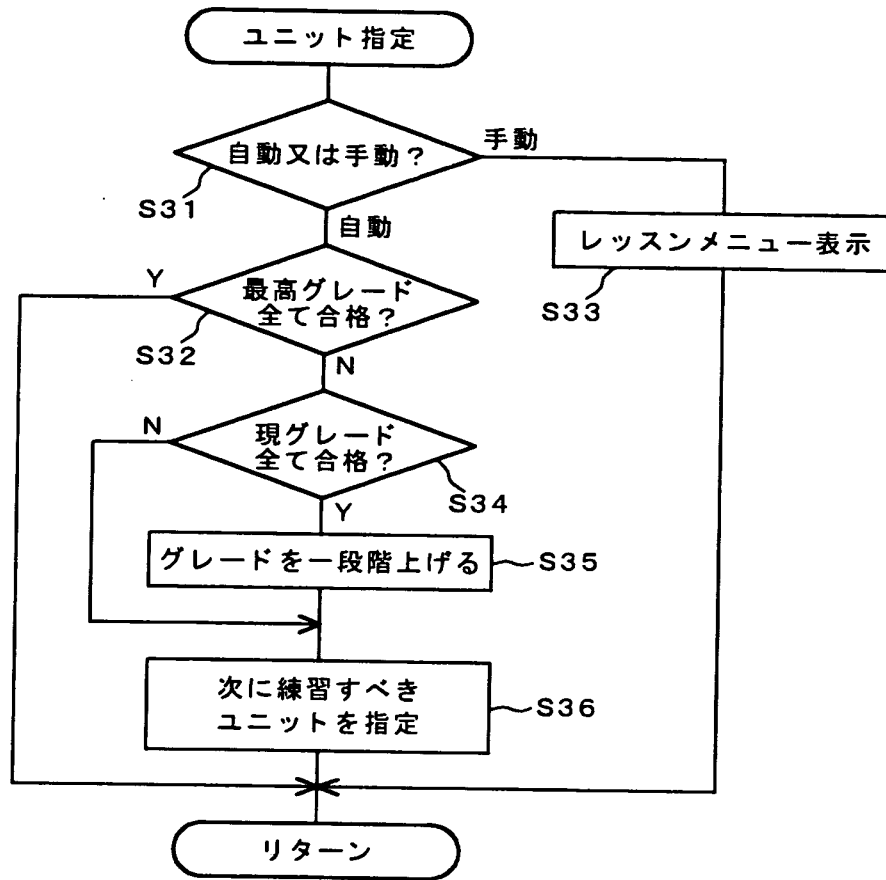 ユニット指定
自動又は手動？
手動
S31
自動
レッスンメニュー表示
S33
Y
最高グレード
全て合格？
S32
N
N
現グレード
全て合格？
S34
Y
グレードを一段階上げる
S35
次に練習すべき
ユニットを指定
S36
リターン